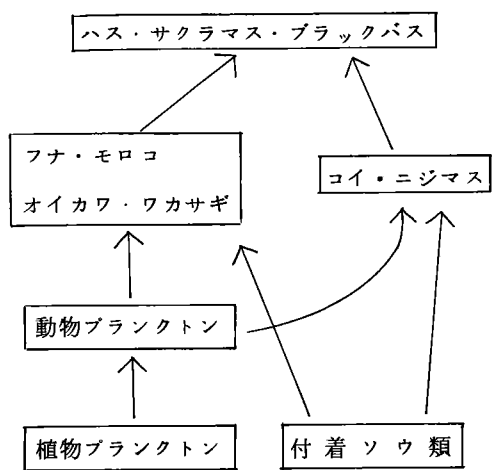 ハス・サクラマス・ブラックバス
フナ・モロコ
オイカワ・ワカサギ
コイ・ニジマス
動物プランクトン
植物プランクトン
付着ソウ類